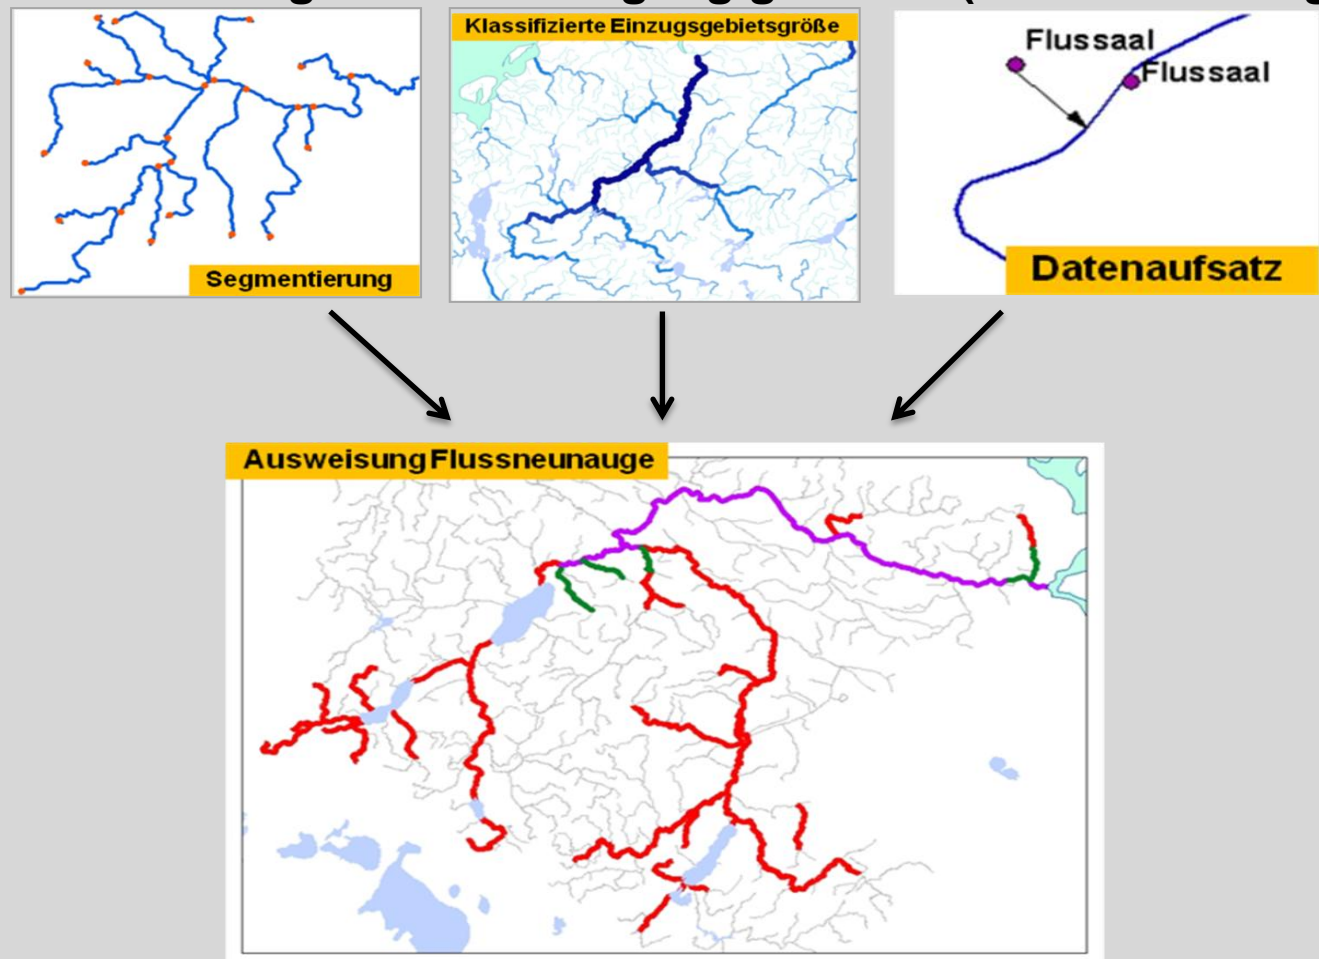 Klassifizierte Einzugsgebietsgröße
Flussaal
Flussaal
Segmentierung
Datenaufsatz
Ausweisung Flussneunauge